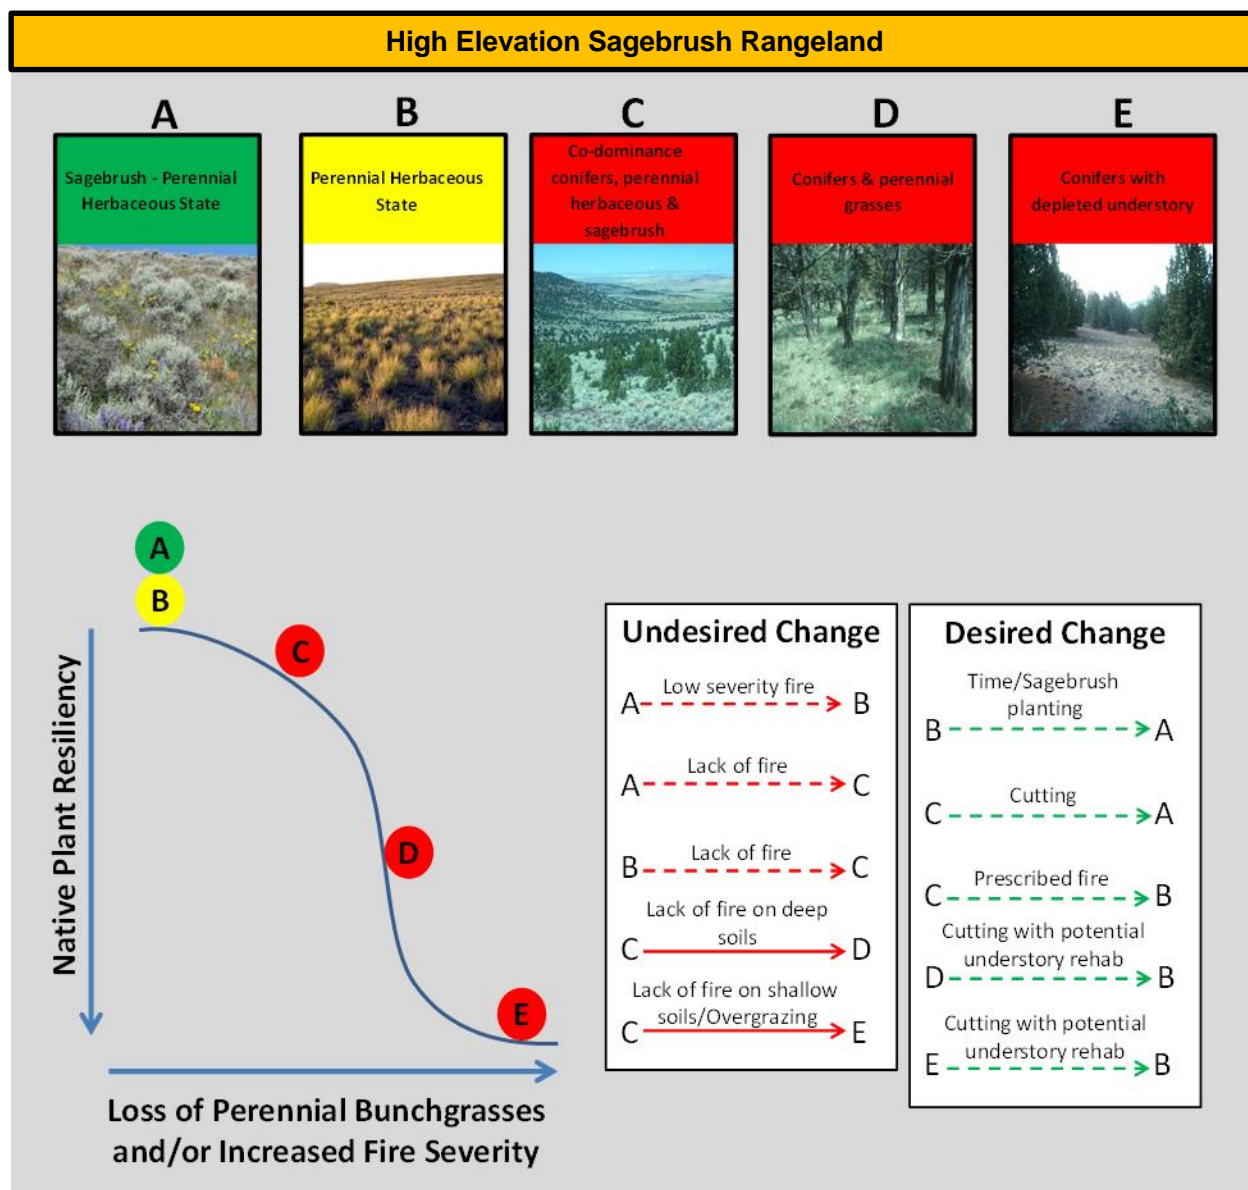 High Elevation Sagebrush Rangeland
A
B
C
D
E
Sagebrush - Perennial
Herbaceous State
Perennial Herbaceous
State
Co-dominance
conifers, perennial
herbaceous &
sagebrush
Conifers & perennial
grasses
Conifers with
depleted understory
A
B
C
D
E
Native Plant Resiliency
Loss of Perennial Bunchgrasses
and/or Increased Fire Severity
Undesired Change
Low severity fire
A B
Lack of fire
A C
Lack of fire
B C
Lack of fire on deep
soils
C D
Lack of fire on shallow
soils/Overgrazing
C E
Desired Change
Time/Sagebrush
planting
B A
Cutting
C A
Prescribed fire
C B
Cutting with potential
understory rehab
D B
Cutting with potential
understory rehab
E B